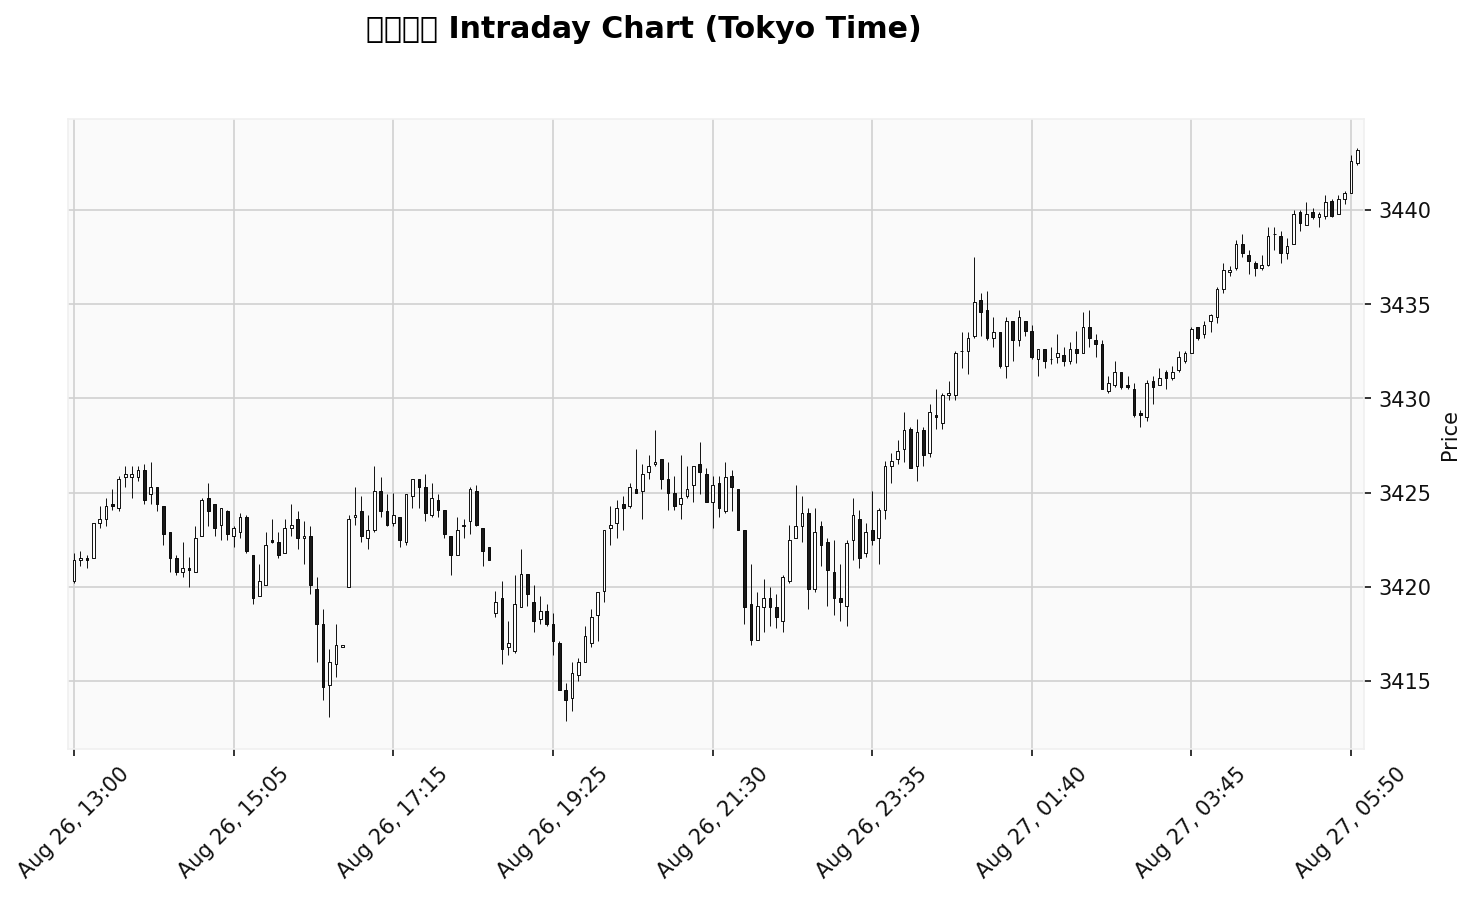 Intraday Chart (Tokyo Time)
3440
3435
3430
3425
3420
3415
Price
Aug 26, 13:00
Aug 26, 15:05
Aug 26, 17:15
Aug 26, 19:25
Aug 26, 21:30
Aug 26, 23:35
Aug 27, 01:40
Aug 27, 03:45
Aug 27, 05:50